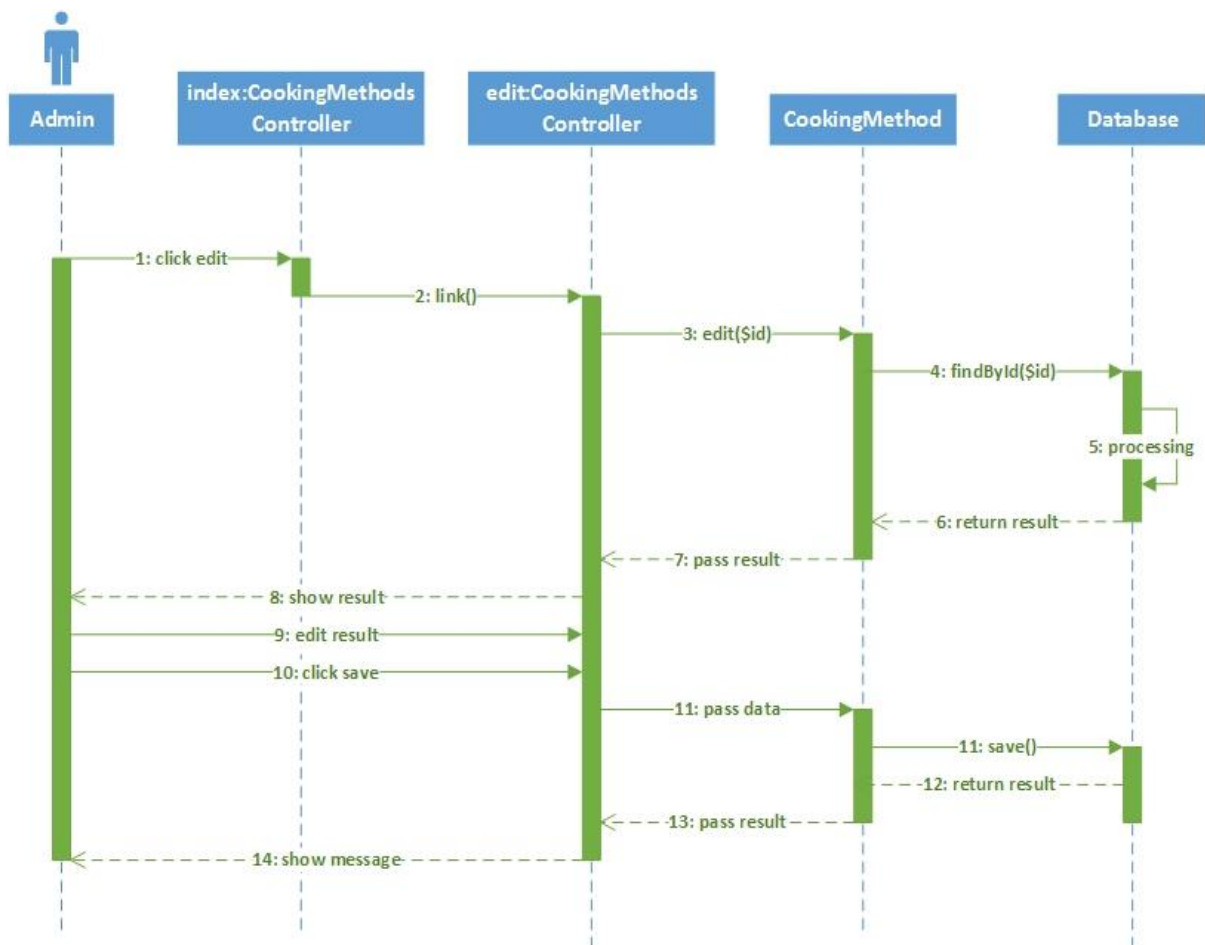 Admin
index:CookingMethods
Controller
edit:CookingMethods
Controller
CookingMethod
Database
1: click edit
2: link()
3: edit($id)
4: findById($id)
5: processing
6: return result
7: pass result
8: show result
9: edit result
10: click save
11: pass data
11: save()
12: return result
13: pass result
14: show message